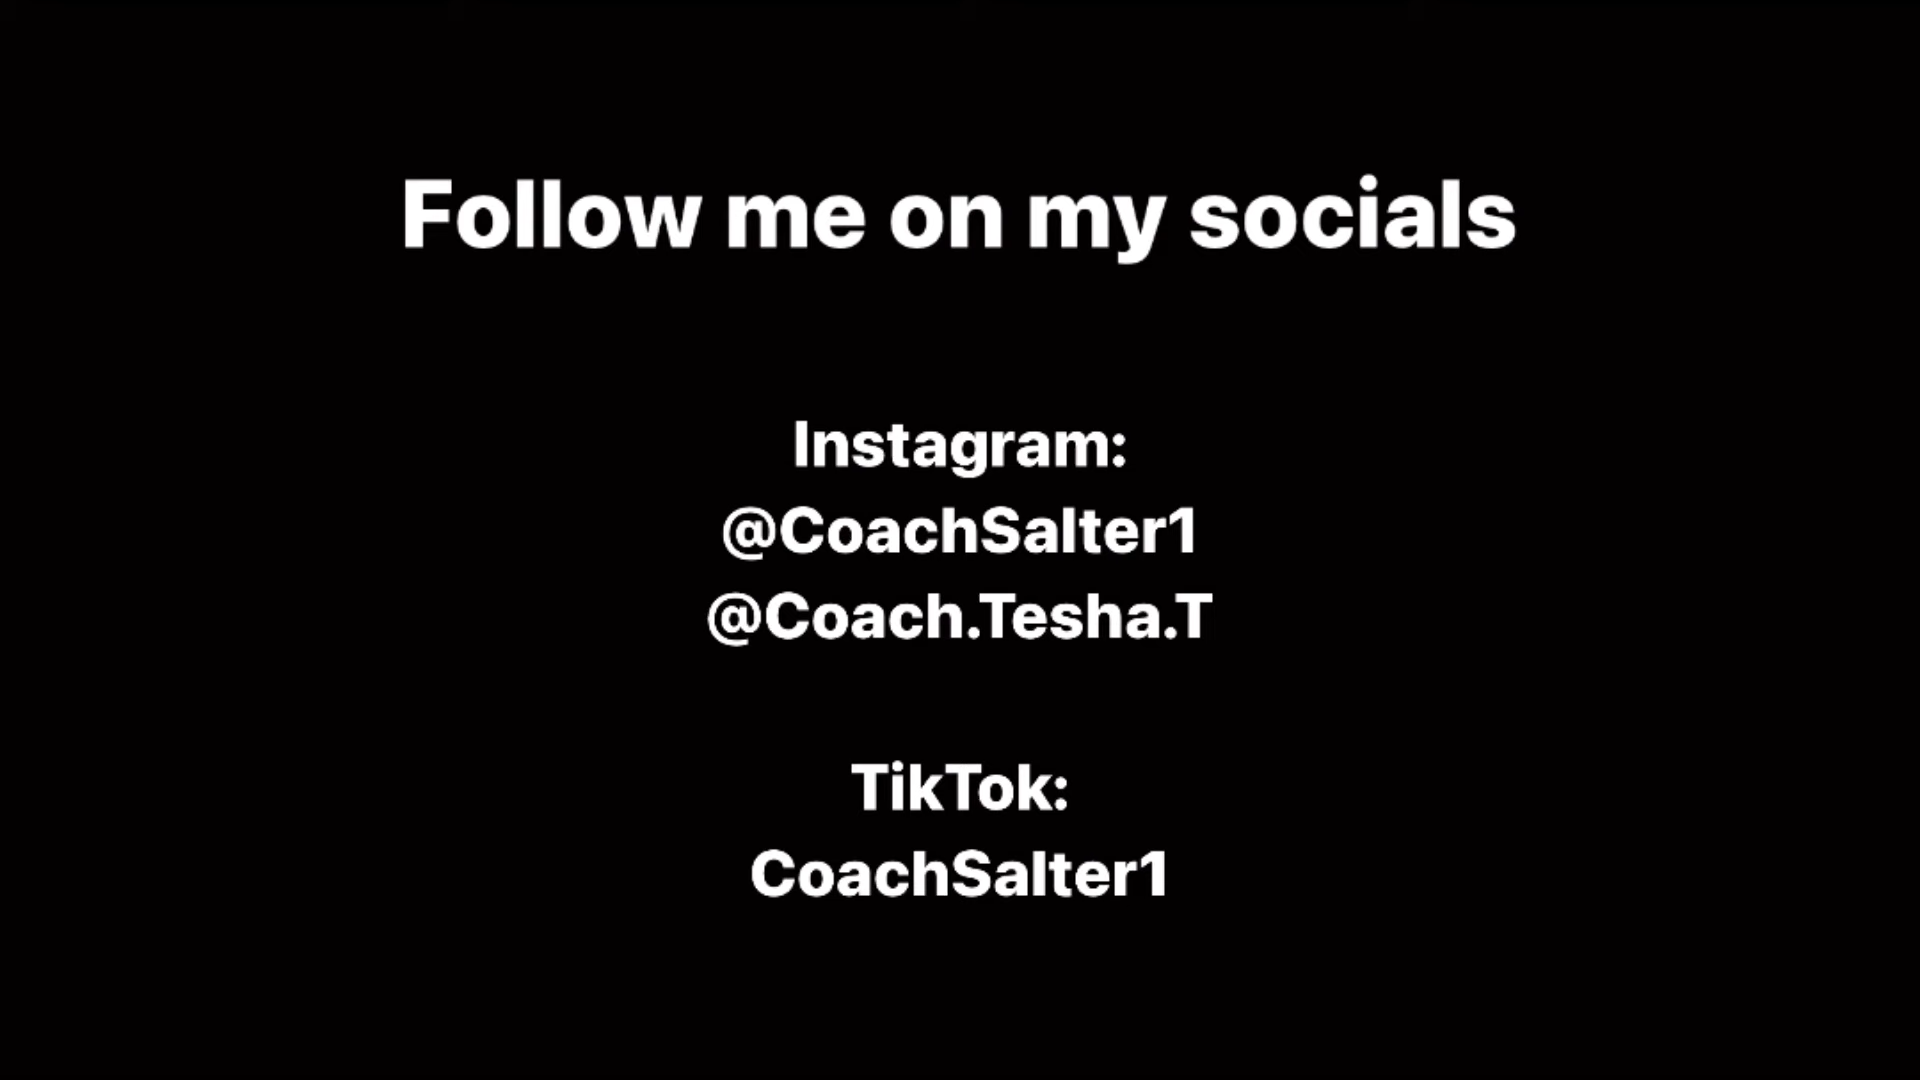 Follow me on my socials
Instagram:
@CoachSalter1
@Coach.Tesha.T
TikTok:
CoachSalter1